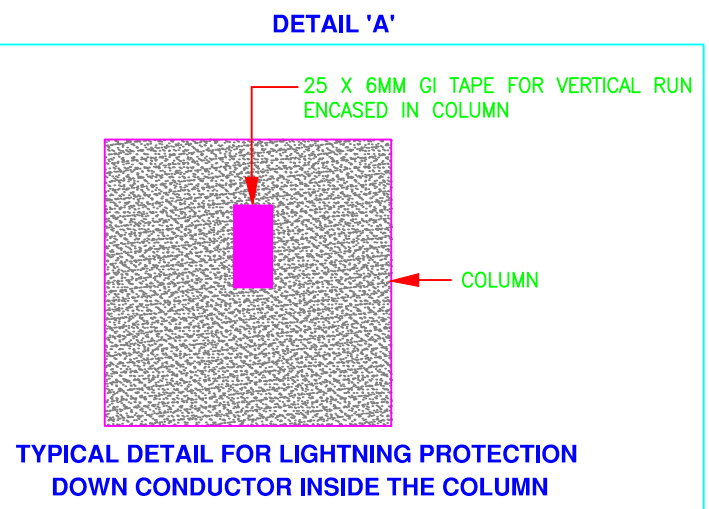 DETAIL 'A'
25 X 6MM GI TAPE FOR VERTICAL RUN
ENCASED IN COLUMN
COLUMN
TYPICAL DETAIL FOR LIGHTNING PROTECTION
DOWN CONDUCTOR INSIDE THE COLUMN